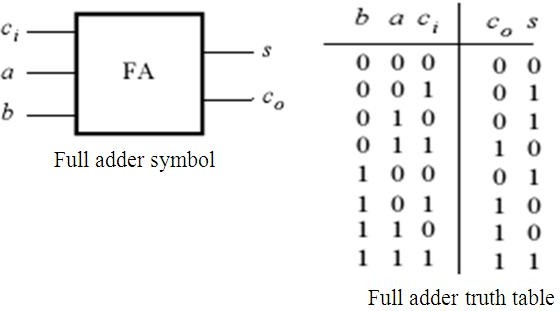 c_i
a
b
FA
s
c_o
Full adder symbol
b a c_i c_o s
0 0 0 0 0
0 0 1 0 1
0 1 0 0 1
0 1 1 1 0
1 0 0 0 1
1 0 1 1 0
1 1 0 1 0
1 1 1 1 1
Full adder truth table